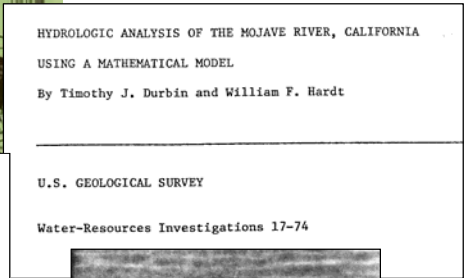 HYDROLOGIC ANALYSIS OF THE MOJAVE RIVER, CALIFORNIA
USING A MATHEMATICAL MODEL
By Timothy J. Durbin and William F. Hardt
U.S. GEOLOGICAL SURVEY
Water-Resources Investigations 17-74